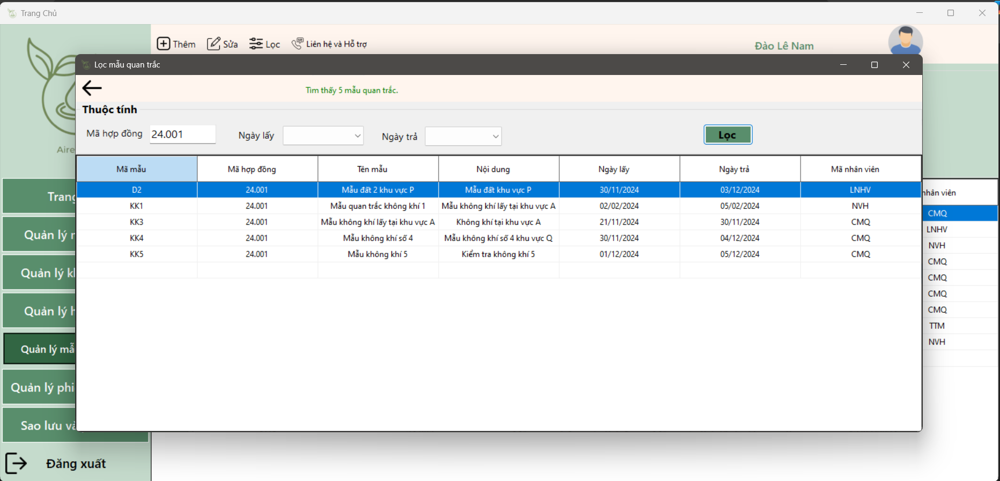 Trang Chủ
Thêm Sửa Lọc Liên hệ và Hỗ trợ Đào Lê Nam
Lọc mẫu quan trắc
Tìm thấy 5 mẫu quan trắc.
Thuộc tính
Mã hợp đồng 24.001 Ngày lấy Ngày trả Lọc
Mã mẫu Mã hợp đồng Tên mẫu Nội dung Ngày lấy Ngày trả Mã nhân viên
D2 24.001 Mẫu đất 2 khu vực P Mẫu đất khu vực P 30/11/2024 03/12/2024 LNHV
KK1 24.001 Mẫu quan trắc không khí 1 Mẫu không khí lấy tại khu vực A 02/02/2024 05/02/2024 NVH
KK3 24.001 Mẫu không khí lấy tại khu vực A Không khí tại khu vực A 21/11/2024 30/11/2024 CMQ
KK4 24.001 Mẫu không khí số 4 Mẫu không khí số 4 khu vực Q 30/11/2024 04/12/2024 CMQ
KK5 24.001 Mẫu không khí 5 Kiểm tra không khí 5 01/12/2024 05/12/2024 CMQ
Aire
Trang
Quản lý
Quản lý
Quản lý
Quản lý mẫ
Quản lý phi
Sao lưu và
Đăng xuất
nhân viên
CMQ
LNHV
NVH
CMQ
CMQ
CMQ
CMQ
TTM
NVH